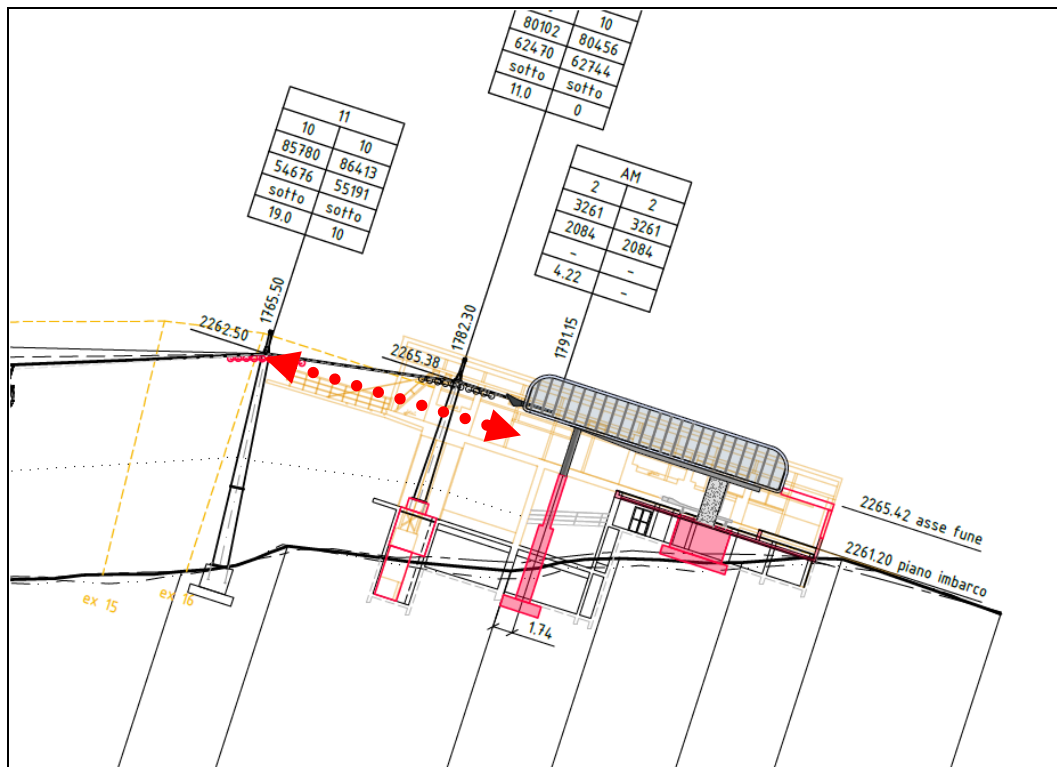 10
80102 80456
62470 62744
sotto sotto
11.0 0
11
10 10
85780 86413
54676 55191
sotto sotto
19.0 10
AM
2 2
3261 3261
2084 2084
- -
4.22 -
1765.50
1782.30
1791.15
2262.50
2265.38
2265.42 asse fune
2261.20 piano imbarco
ex 15
ex 16
1.74